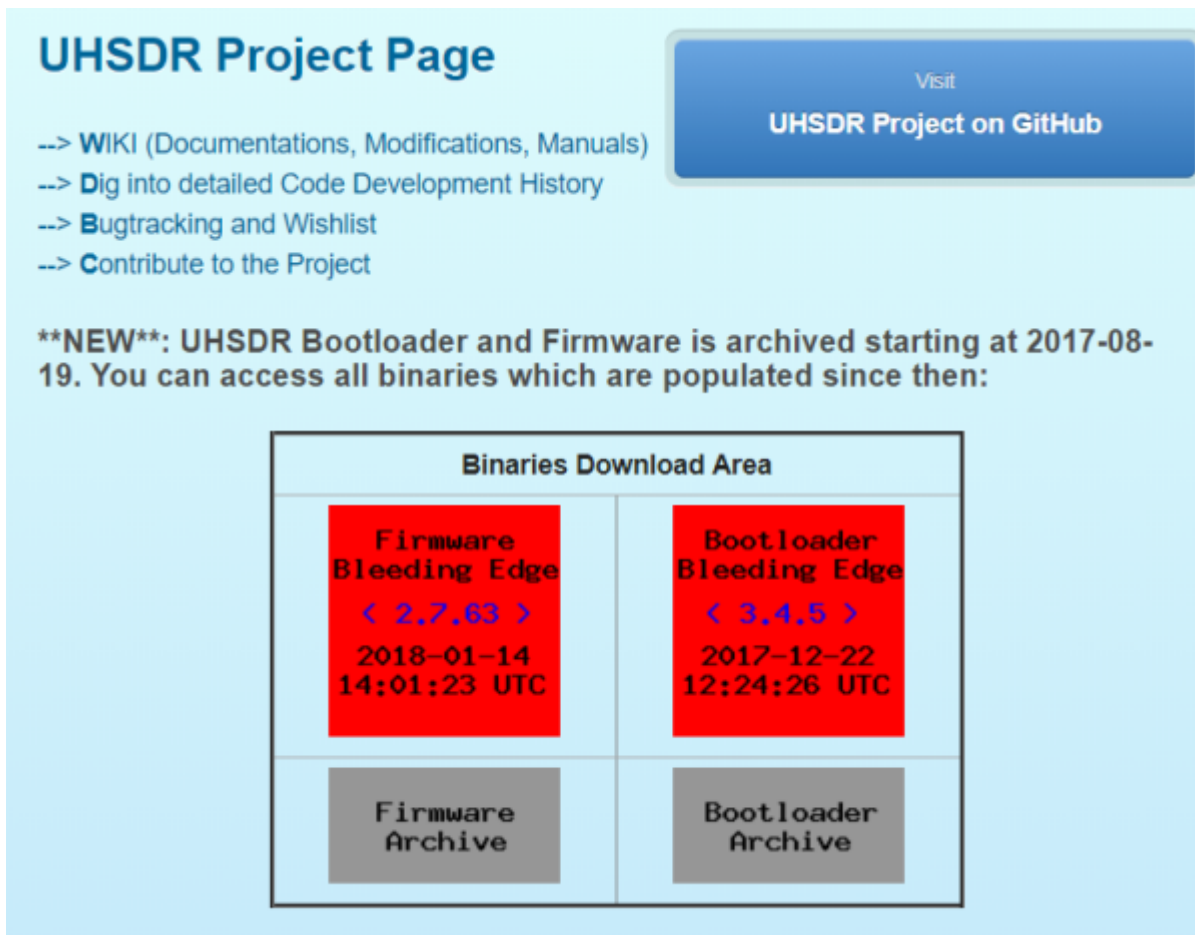 UHSDR Project Page
Visit
UHSDR Project on GitHub
--> WIKI (Documentations, Modifications, Manuals)
--> Dig into detailed Code Development History
--> Bugtracking and Wishlist
--> Contribute to the Project
**NEW**: UHSDR Bootloader and Firmware is archived starting at 2017-08-
19. You can access all binaries which are populated since then:
Binaries Download Area
Firmware
Bleeding Edge
< 2.7.63 >
2018-01-14
14:01:23 UTC
Bootloader
Bleeding Edge
< 3.4.5 >
2017-12-22
12:24:26 UTC
Firmware
Archive
Bootloader
Archive